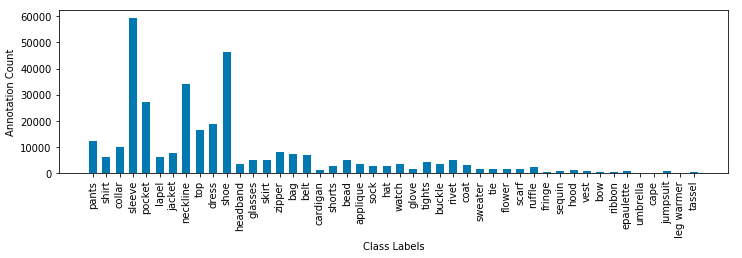 60000
50000
40000
30000
20000
10000
0
Annotation Count
pants
shirt
collar
sleeve
pocket
lapel
jacket
neckline
top
dress
shoe
headband
glasses
skirt
zipper
bag
belt
cardigan
shorts
bead
applique
sock
hat
watch
glove
tights
buckle
rivet
coat
sweater
tie
flower
scarf
ruffle
fringe
sequin
hood
vest
bow
ribbon
epaulette
umbrella
cape
jumpsuit
leg warmer
tassel
Class Labels